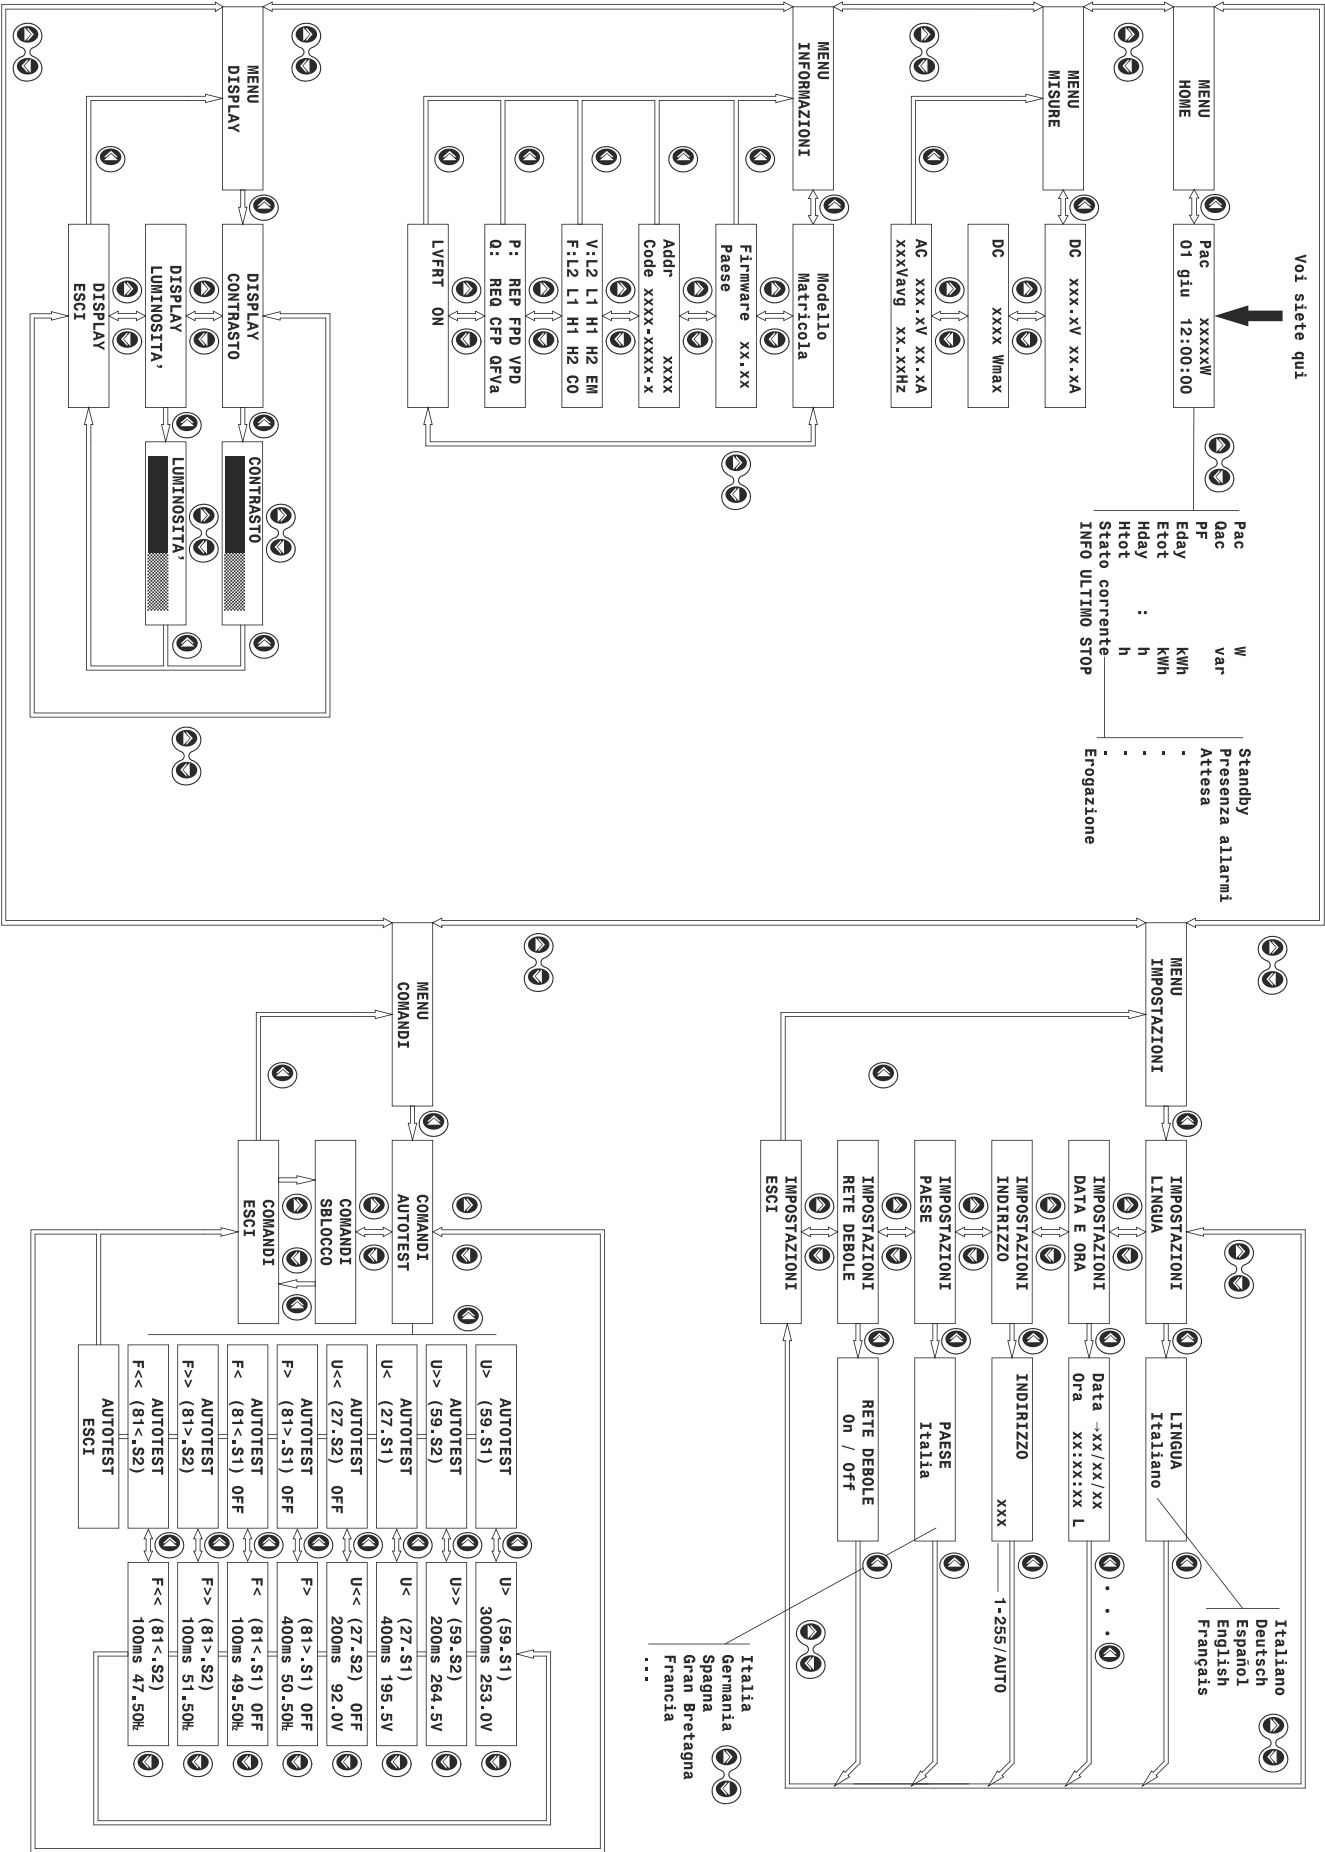 Voi siete qui
MENU
HOME
Pac xxxxxW
01 giu 12:00:00
Pac W
Qac var
PF
Eday kWh
Etot kWh
Hday : h
Htot h
Stato corrente
INFO ULTIMO STOP
Standby
Presenza allarmi
Attesa
.
.
.
.
Erogazione
MENU
MISURE
DC xxx.xV xx.xA
DC xxxx Wmax
AC xxx.xV xx.xA
xxxVavg xx.xxHz
MENU
INFORMAZIONI
Modello
Matricola
Firmware xx.xx
Paese
Addr xxxx
Code xxxx-xxxx-x
V:L2 L1 H1 H2 EM
F:L2 L1 H1 H2 CO
P: REP FPD VPD
Q: REQ CFP QFVa
LVFRT ON
MENU
DISPLAY
DISPLAY
CONTRASTO
CONTRASTO
DISPLAY
LUMINOSITA'
LUMINOSITA'
DISPLAY
ESCI
MENU
IMPOSTAZIONI
IMPOSTAZIONI
LINGUA
LINGUA
Italiano
Italiano
Deutsch
Español
English
Français
IMPOSTAZIONI
DATA E ORA
Data →xx/xx/xx
Ora xx:xx:xx L
. . .
IMPOSTAZIONI
INDIRIZZO
INDIRIZZO
xxx
1-255/AUTO
IMPOSTAZIONI
PAESE
PAESE
Italia
Italia
Germania
Spagna
Gran Bretagna
Francia
...
IMPOSTAZIONI
RETE DEBOLE
RETE DEBOLE
On / Off
IMPOSTAZIONI
ESCI
MENU
COMANDI
COMANDI
AUTOTEST
COMANDI
SBLOCCO
COMANDI
ESCI
AUTOTEST
U> (59.S1)
U> (59.S1)
3000ms 253.0V
AUTOTEST
U>> (59.S2)
U>> (59.S2)
200ms 264.5V
AUTOTEST
U< (27.S1)
U< (27.S1)
400ms 195.5V
AUTOTEST
U<< (27.S2) OFF
U<< (27.S2) OFF
200ms 92.0V
AUTOTEST
F> (81>.S1) OFF
F> (81>.S1) OFF
400ms 50.50Hz
AUTOTEST
F< (81<.S1) OFF
F< (81<.S1) OFF
100ms 49.50Hz
AUTOTEST
F>> (81>.S2)
F>> (81>.S2)
100ms 51.50Hz
AUTOTEST
F<< (81<.S2)
F<< (81<.S2)
100ms 47.50Hz
AUTOTEST
ESCI